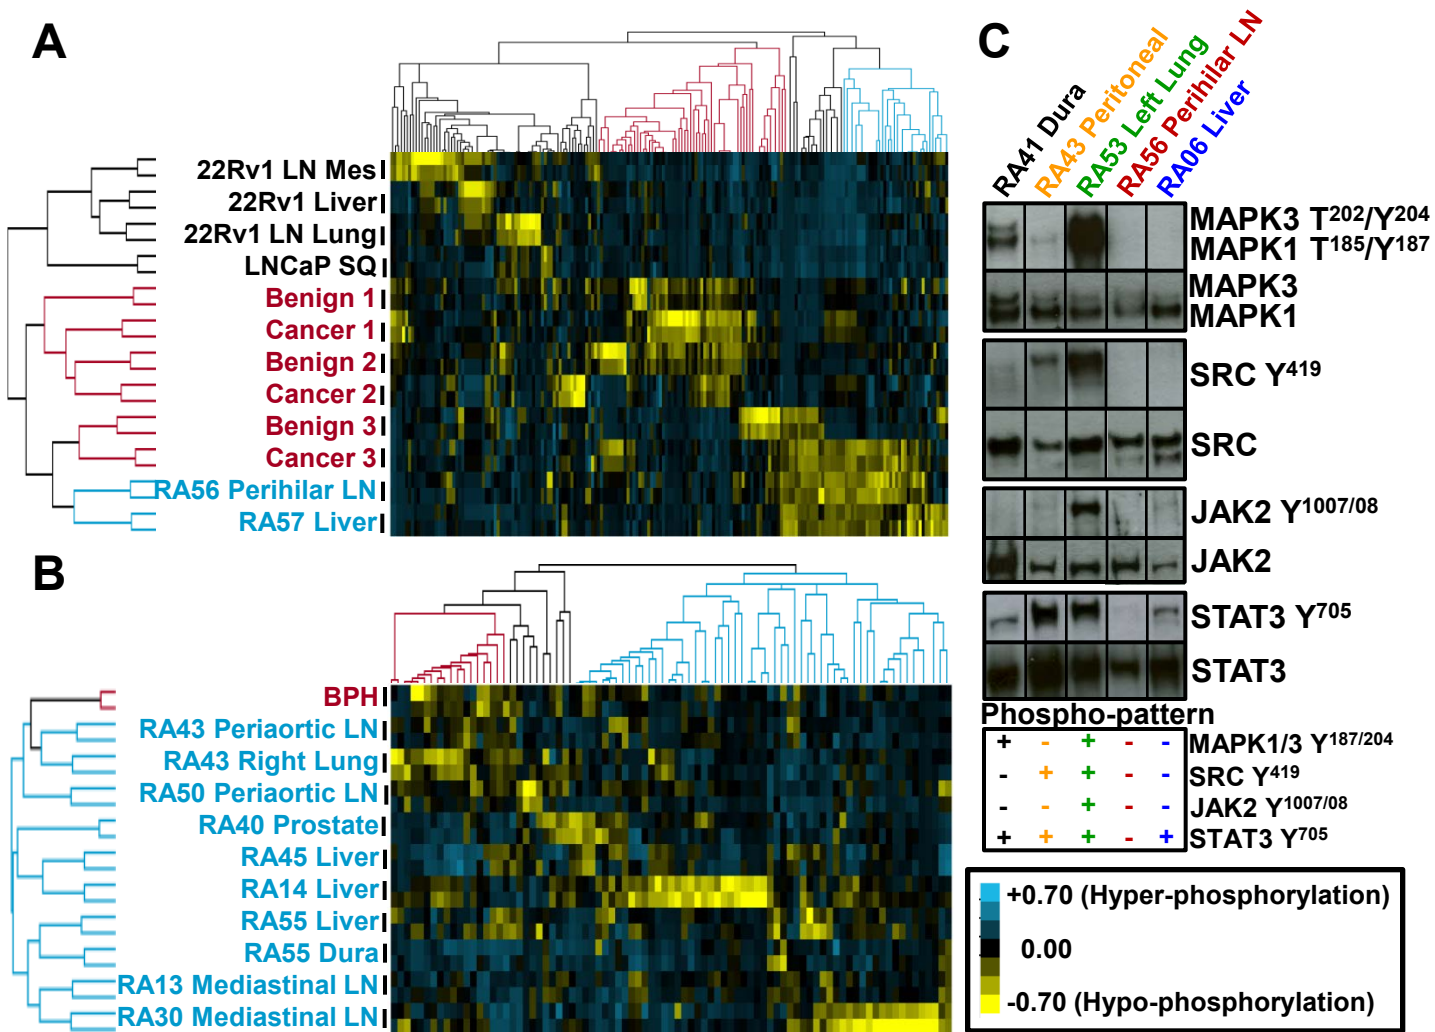 A
22Rv1 LN Mes
22Rv1 Liver
22Rv1 LN Lung
LNCaP SQ
Benign 1
Cancer 1
Benign 2
Cancer 2
Benign 3
Cancer 3
RA56 Perihilar LN
RA57 Liver
B
BPH
RA43 Periaortic LN
RA43 Right Lung
RA50 Periaortic LN
RA40 Prostate
RA45 Liver
RA14 Liver
RA55 Liver
RA55 Dura
RA13 Mediastinal LN
RA30 Mediastinal LN
C
RA41 Dura
RA43 Peritoneal
RA53 Left Lung
RA56 Perihilar LN
RA06 Liver
MAPK3 T202/Y204
MAPK1 T185/Y187
MAPK3
MAPK1
SRC Y419
SRC
JAK2 Y1007/08
JAK2
STAT3 Y705
STAT3
Phospho-pattern
+ - + - - MAPK1/3 Y187/204
- + + - - SRC Y419
- - + - - JAK2 Y1007/08
+ + + - + STAT3 Y705
+0.70 (Hyper-phosphorylation)
0.00
-0.70 (Hypo-phosphorylation)